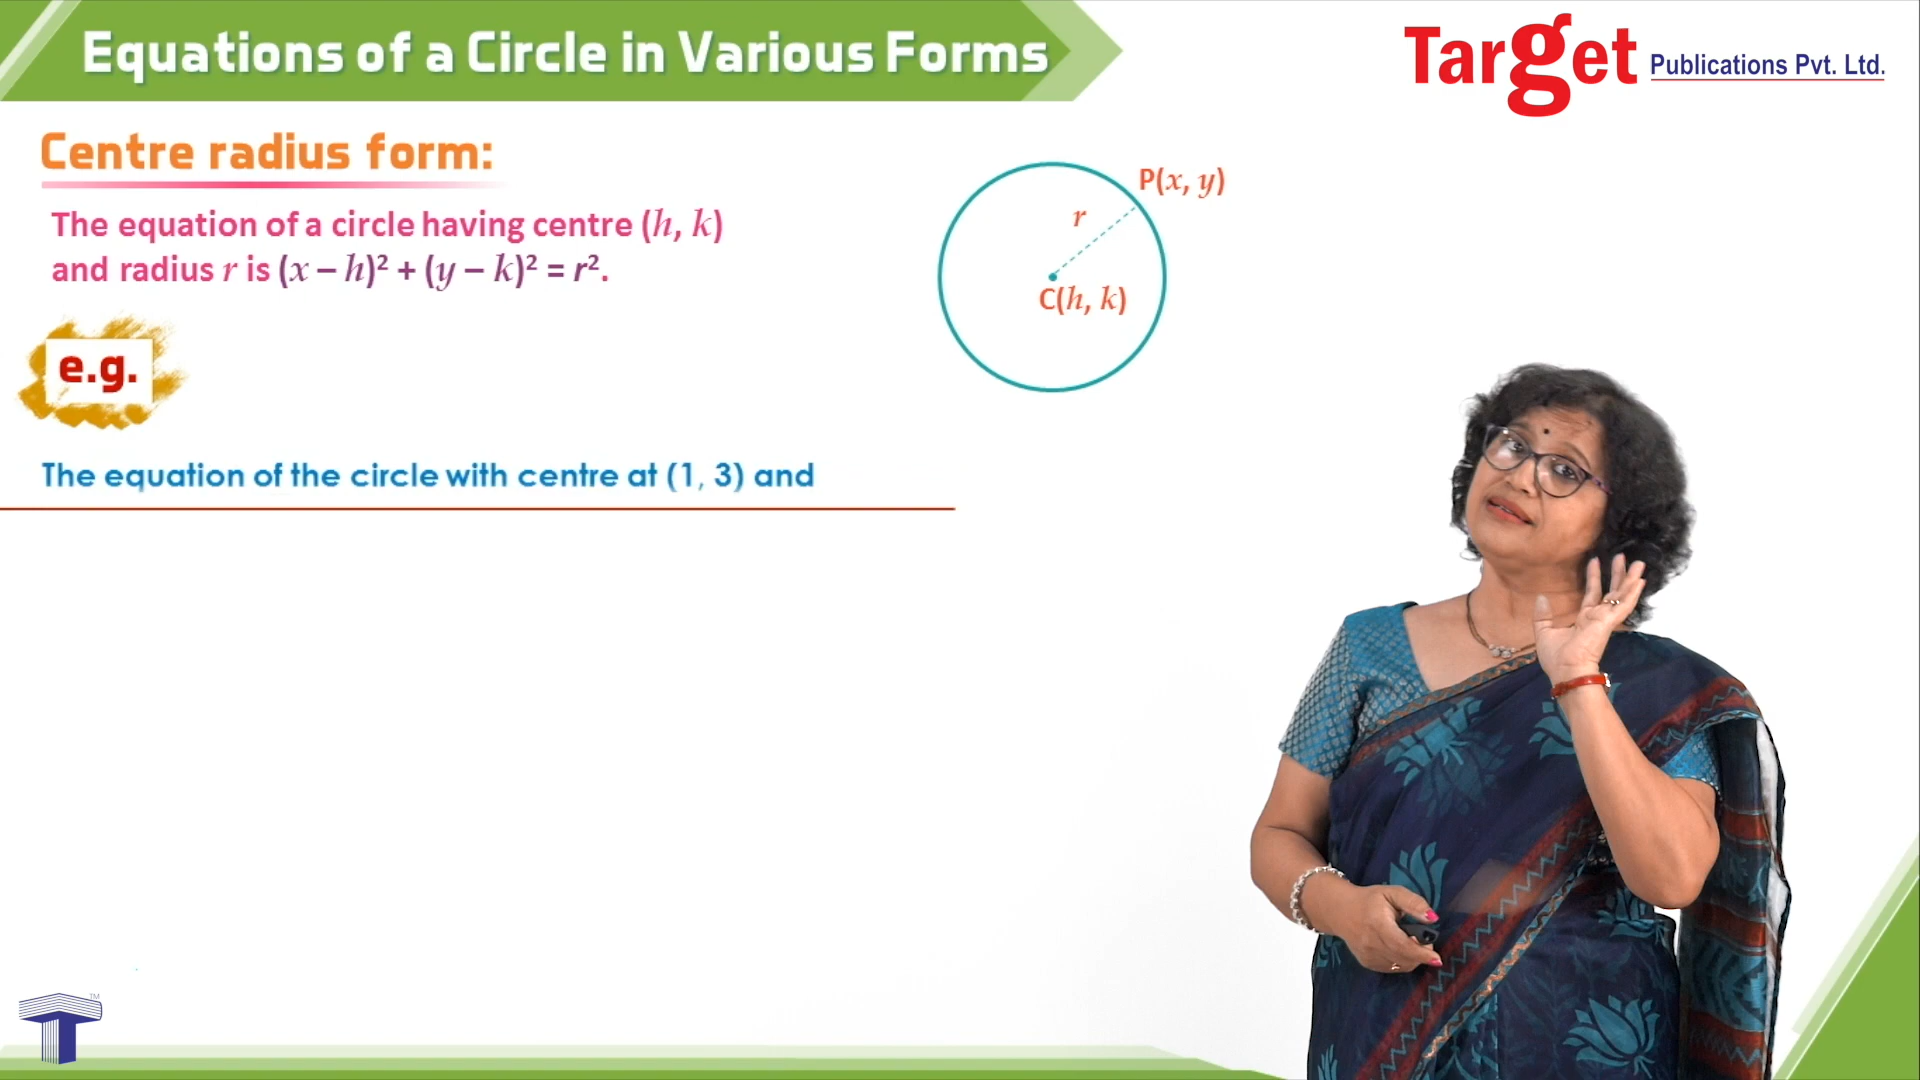 Equations of a Circle in Various Forms
Target Publications Pvt. Ltd.
Centre radius form:
The equation of a circle having centre (h, k)
and radius r is (x – h)² + (y – k)² = r².
P(x, y)
r
C(h, k)
e.g.
The equation of the circle with centre at (1, 3) and
TM